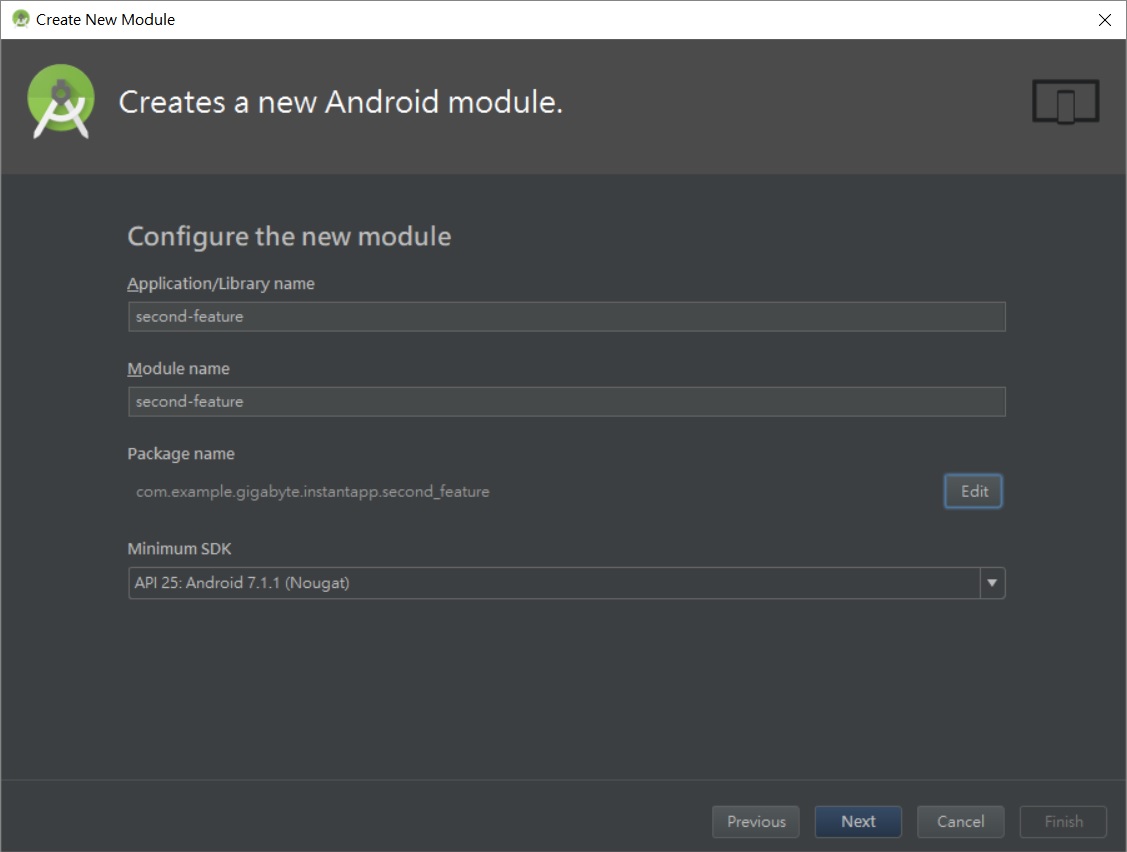 Create New Module
Creates a new Android module.
Configure the new module
Application/Library name
second-feature
Module name
second-feature
Package name
com.example.gigabyte.instantapp.second_feature
Edit
Minimum SDK
API 25: Android 7.1.1 (Nougat)
Previous Next Cancel Finish